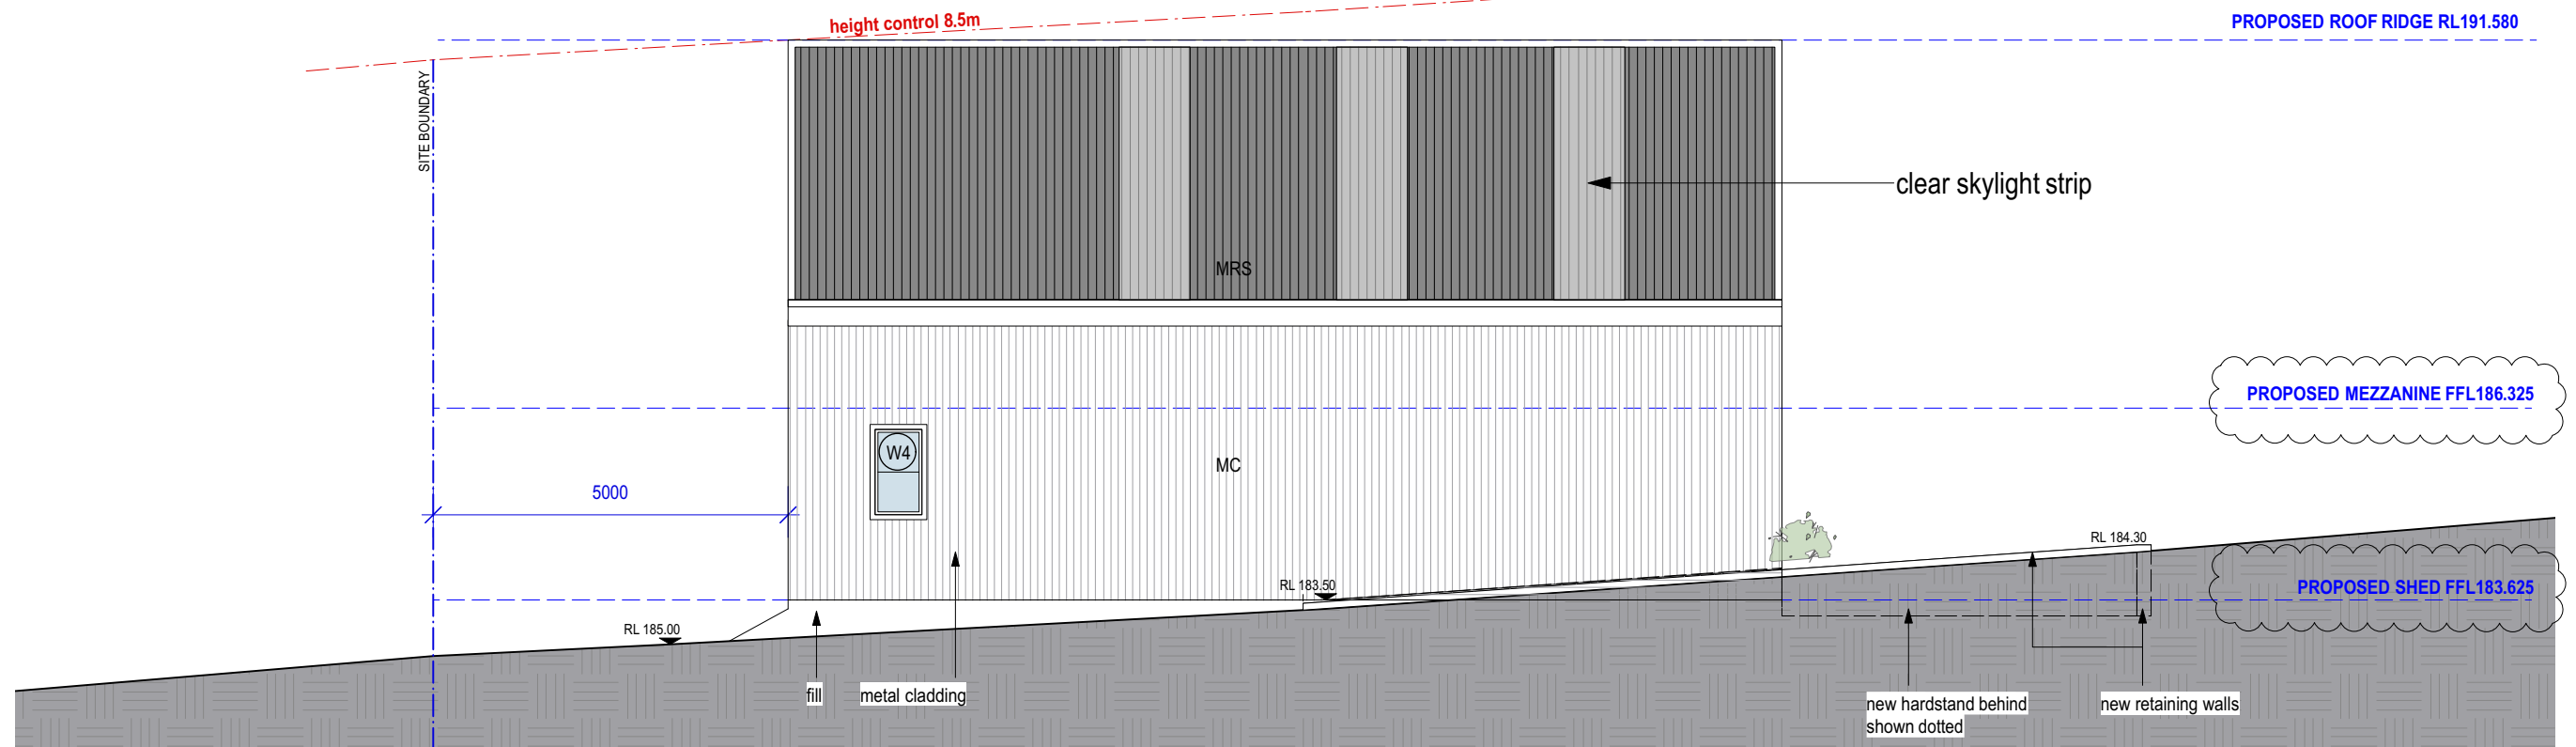 height control 8.5m
PROPOSED ROOF RIDGE RL191.580
SITE BOUNDARY
clear skylight strip
MRS
PROPOSED MEZZANINE FFL186.325
W4
MC
5000
RL 184.30
RL 183.50
PROPOSED SHED FFL183.625
RL 185.00
fill
metal cladding
new hardstand behind
shown dotted
new retaining walls